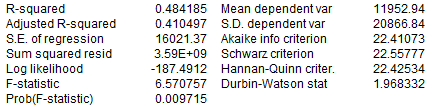 R-squared 0.484185 Mean dependent var 11952.94
Adjusted R-squared 0.410497 S.D. dependent var 20866.84
S.E. of regression 16021.37 Akaike info criterion 22.41073
Sum squared resid 3.59E+09 Schwarz criterion 22.55777
Log likelihood -187.4912 Hannan-Quinn criter. 22.42534
F-statistic 6.570757 Durbin-Watson stat 1.968332
Prob(F-statistic) 0.009715